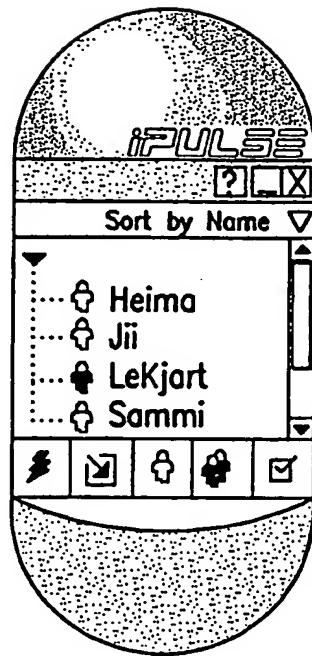 iPULSE
? _ X
Sort by Name
Heima
Jii
LeKjart
Sammi